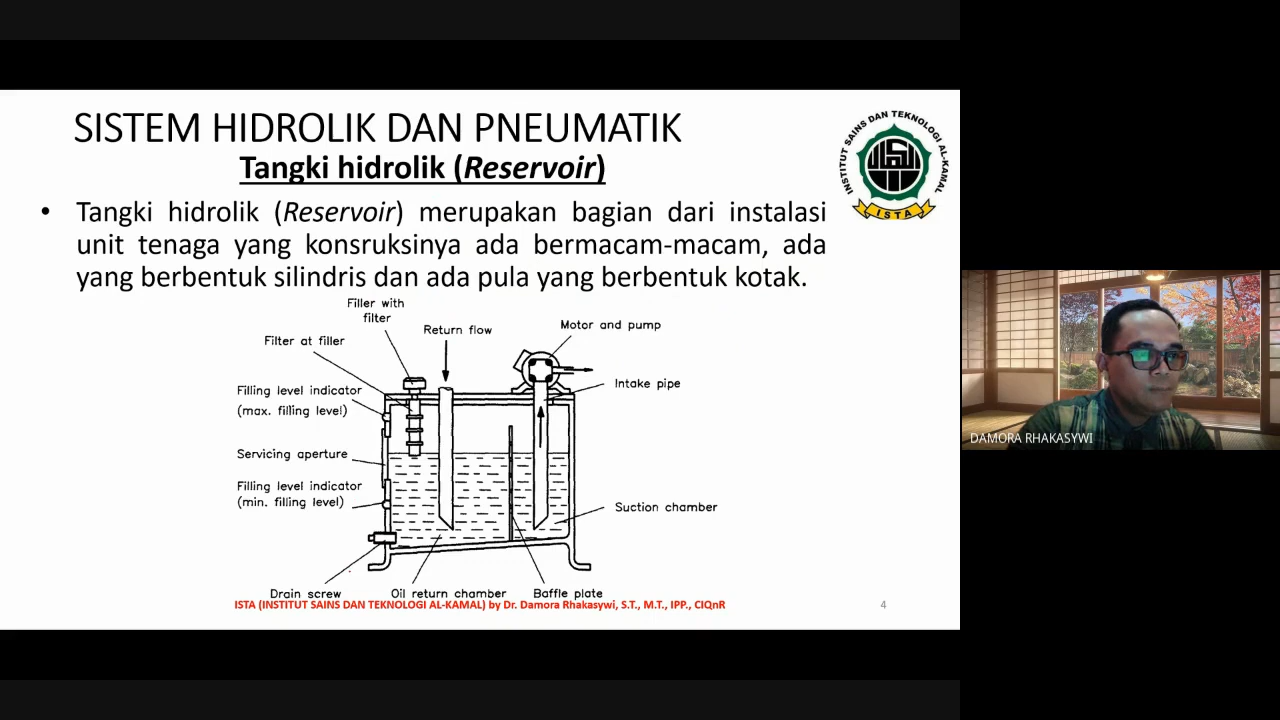 SISTEM HIDROLIK DAN PNEUMATIK
Tangki hidrolik (Reservoir)
INSTITUT SAINS DAN TEKNOLOGI AL-KAMAL
ISTA
• Tangki hidrolik (Reservoir) merupakan bagian dari instalasi
unit tenaga yang konsruksinya ada bermacam-macam, ada
yang berbentuk silindris dan ada pula yang berbentuk kotak.
Filler with
filter
Return flow
Motor and pump
Filter at filler
Intake pipe
Filling level indicator
(max. filling level)
Servicing aperture
Filling level indicator
(min. filling level)
Suction chamber
Drain screw
Oil return chamber
Baffle plate
ISTA (INSTITUT SAINS DAN TEKNOLOGI AL-KAMAL) by Dr. Damora Rhakasywi, S.T., M.T., IPP., CIQnR
4
DAMORA RHAKASYWI